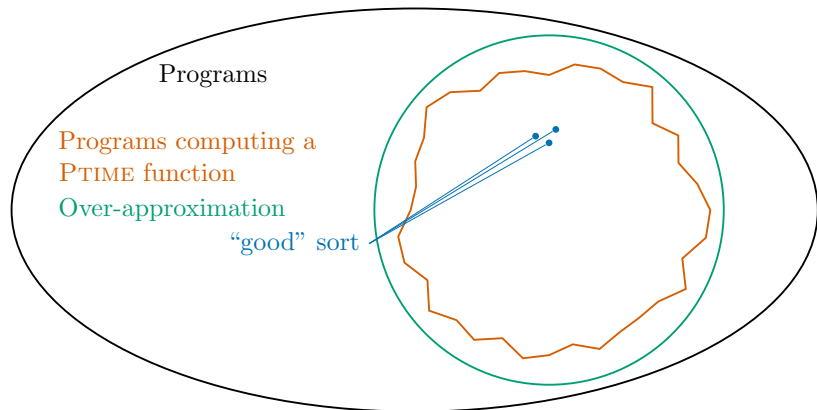 Programs
Programs computing a
PTIME function
Over-approximation
“good” sort